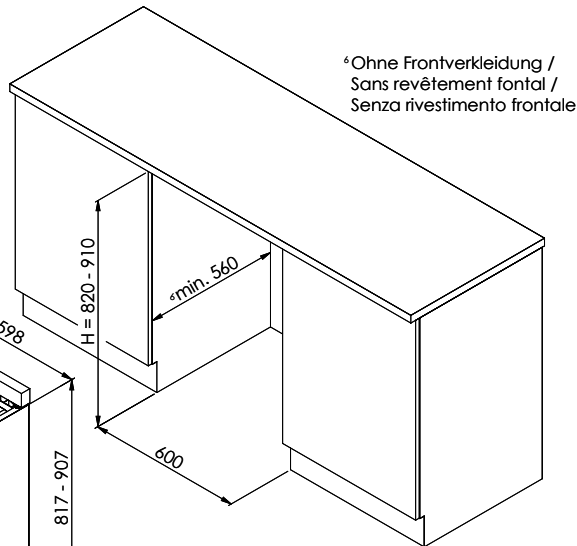 ⁶Ohne Frontverkleidung /
Sans revêtement fontal /
Senza rivestimento frontale
H = 820 - 910
⁶min. 560
598
600
817 - 907